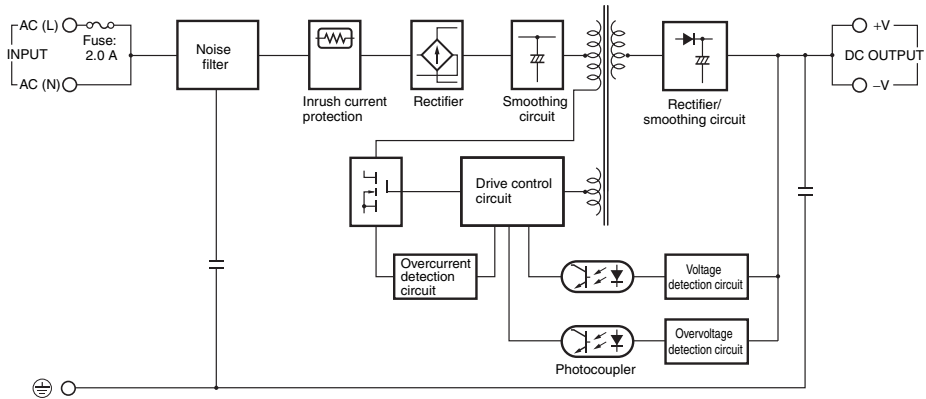 AC (L)
INPUT
AC (N)
Fuse:
2.0 A
Noise
filter
Inrush current
protection
Rectifier
Smoothing
circuit
Rectifier/
smoothing circuit
+V
DC OUTPUT
−V
Drive control
circuit
Overcurrent
detection
circuit
Voltage
detection circuit
Overvoltage
detection circuit
Photocoupler